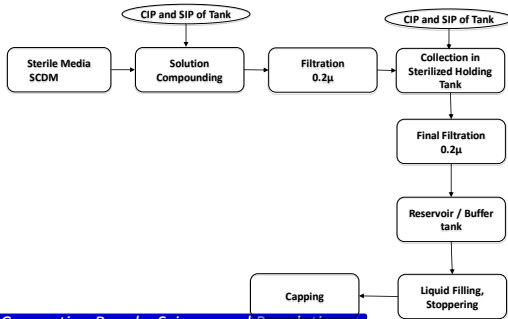 CIP and SIP of Tank
CIP and SIP of Tank
Sterile Media
SCDM
Solution
Compounding
Filtration
0.2µ
Collection in
Sterilized Holding
Tank
Final Filtration
0.2µ
Reservoir / Buffer
tank
Capping
Liquid Filling,
Stoppering